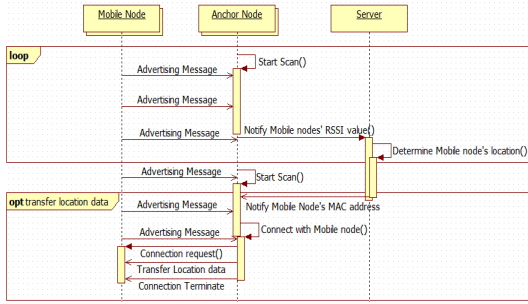 Mobile Node
Anchor Node
Server
loop
Start Scan()
Advertising Message
Advertising Message
Advertising Message
Notify Mobile nodes' RSSI value()
Determine Mobile node's location()
Advertising Message
Start Scan()
opt transfer location data
Advertising Message
Notify Mobile Node's MAC address
Connect with Mobile node()
Advertising Message
Connection request()
Transfer Location data
Connection Terminate